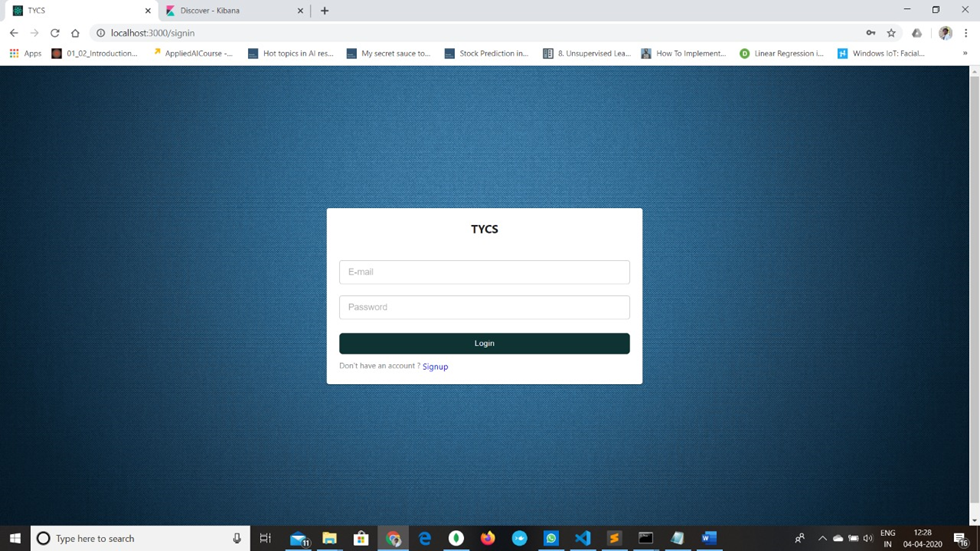 TYCS
Discover - Kibana
localhost:3000/signin
Apps
01_02_Introduction...
AppliedAICourse -...
Hot topics in AI res...
My secret sauce to...
Stock Prediction in...
8. Unsupervised Lea...
How To Implement...
Linear Regression i...
Windows IoT: Facial...
TYCS
E-mail
Password
Login
Don't have an account ? Signup
Type here to search
11
ENG
IN
12:28
04-04-2020
16